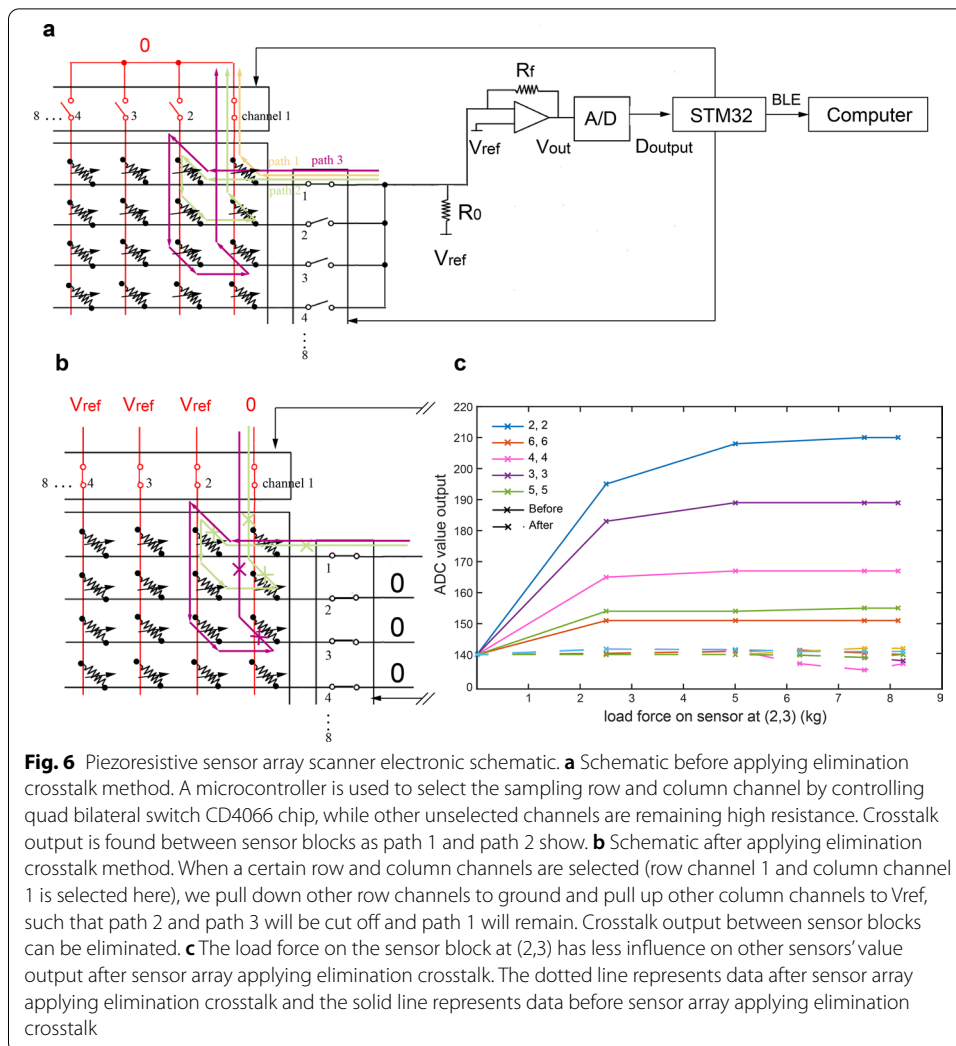 a
0
8 ... 4 3 2 channel 1
Rf
Vref
Vout
A/D
Doutput
STM32
BLE
Computer
path 1 path 3
path 2
1
R0
2
Vref
3
4
8
b
Vref Vref Vref 0
8 ... 4 3 2 channel 1
1
0
2
0
3
0
4
8
c
220
210
200
190
180
170
160
150
140
0
ADC value output
2, 2
6, 6
4, 4
3, 3
5, 5
Before
After
0 1 2 3 4 5 6 7 8 9
load force on sensor at (2,3) (kg)
Fig. 6 Piezoresistive sensor array scanner electronic schematic. a Schematic before applying elimination
crosstalk method. A microcontroller is used to select the sampling row and column channel by controlling
quad bilateral switch CD4066 chip, while other unselected channels are remaining high resistance. Crosstalk
output is found between sensor blocks as path 1 and path 2 show. b Schematic after applying elimination
crosstalk method. When a certain row and column channels are selected (row channel 1 and column channel
1 is selected here), we pull down other row channels to ground and pull up other column channels to Vref,
such that path 2 and path 3 will be cut off and path 1 will remain. Crosstalk output between sensor blocks
can be eliminated. c The load force on the sensor block at (2,3) has less influence on other sensors' value
output after sensor array applying elimination crosstalk. The dotted line represents data after sensor array
applying elimination crosstalk and the solid line represents data before sensor array applying elimination
crosstalk